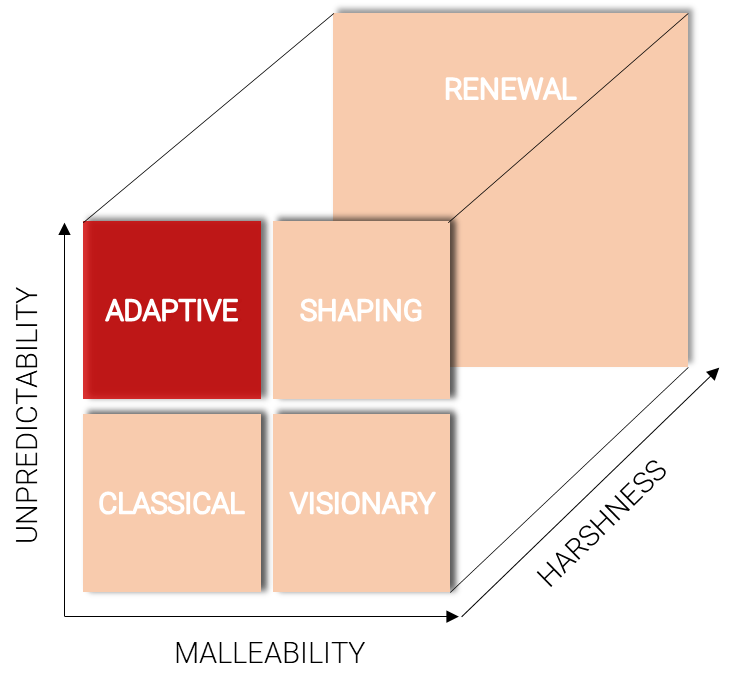 RENEWAL
ADAPTIVE
SHAPING
CLASSICAL
VISIONARY
UNPREDICTABILITY
MALLEABILITY
HARSHNESS